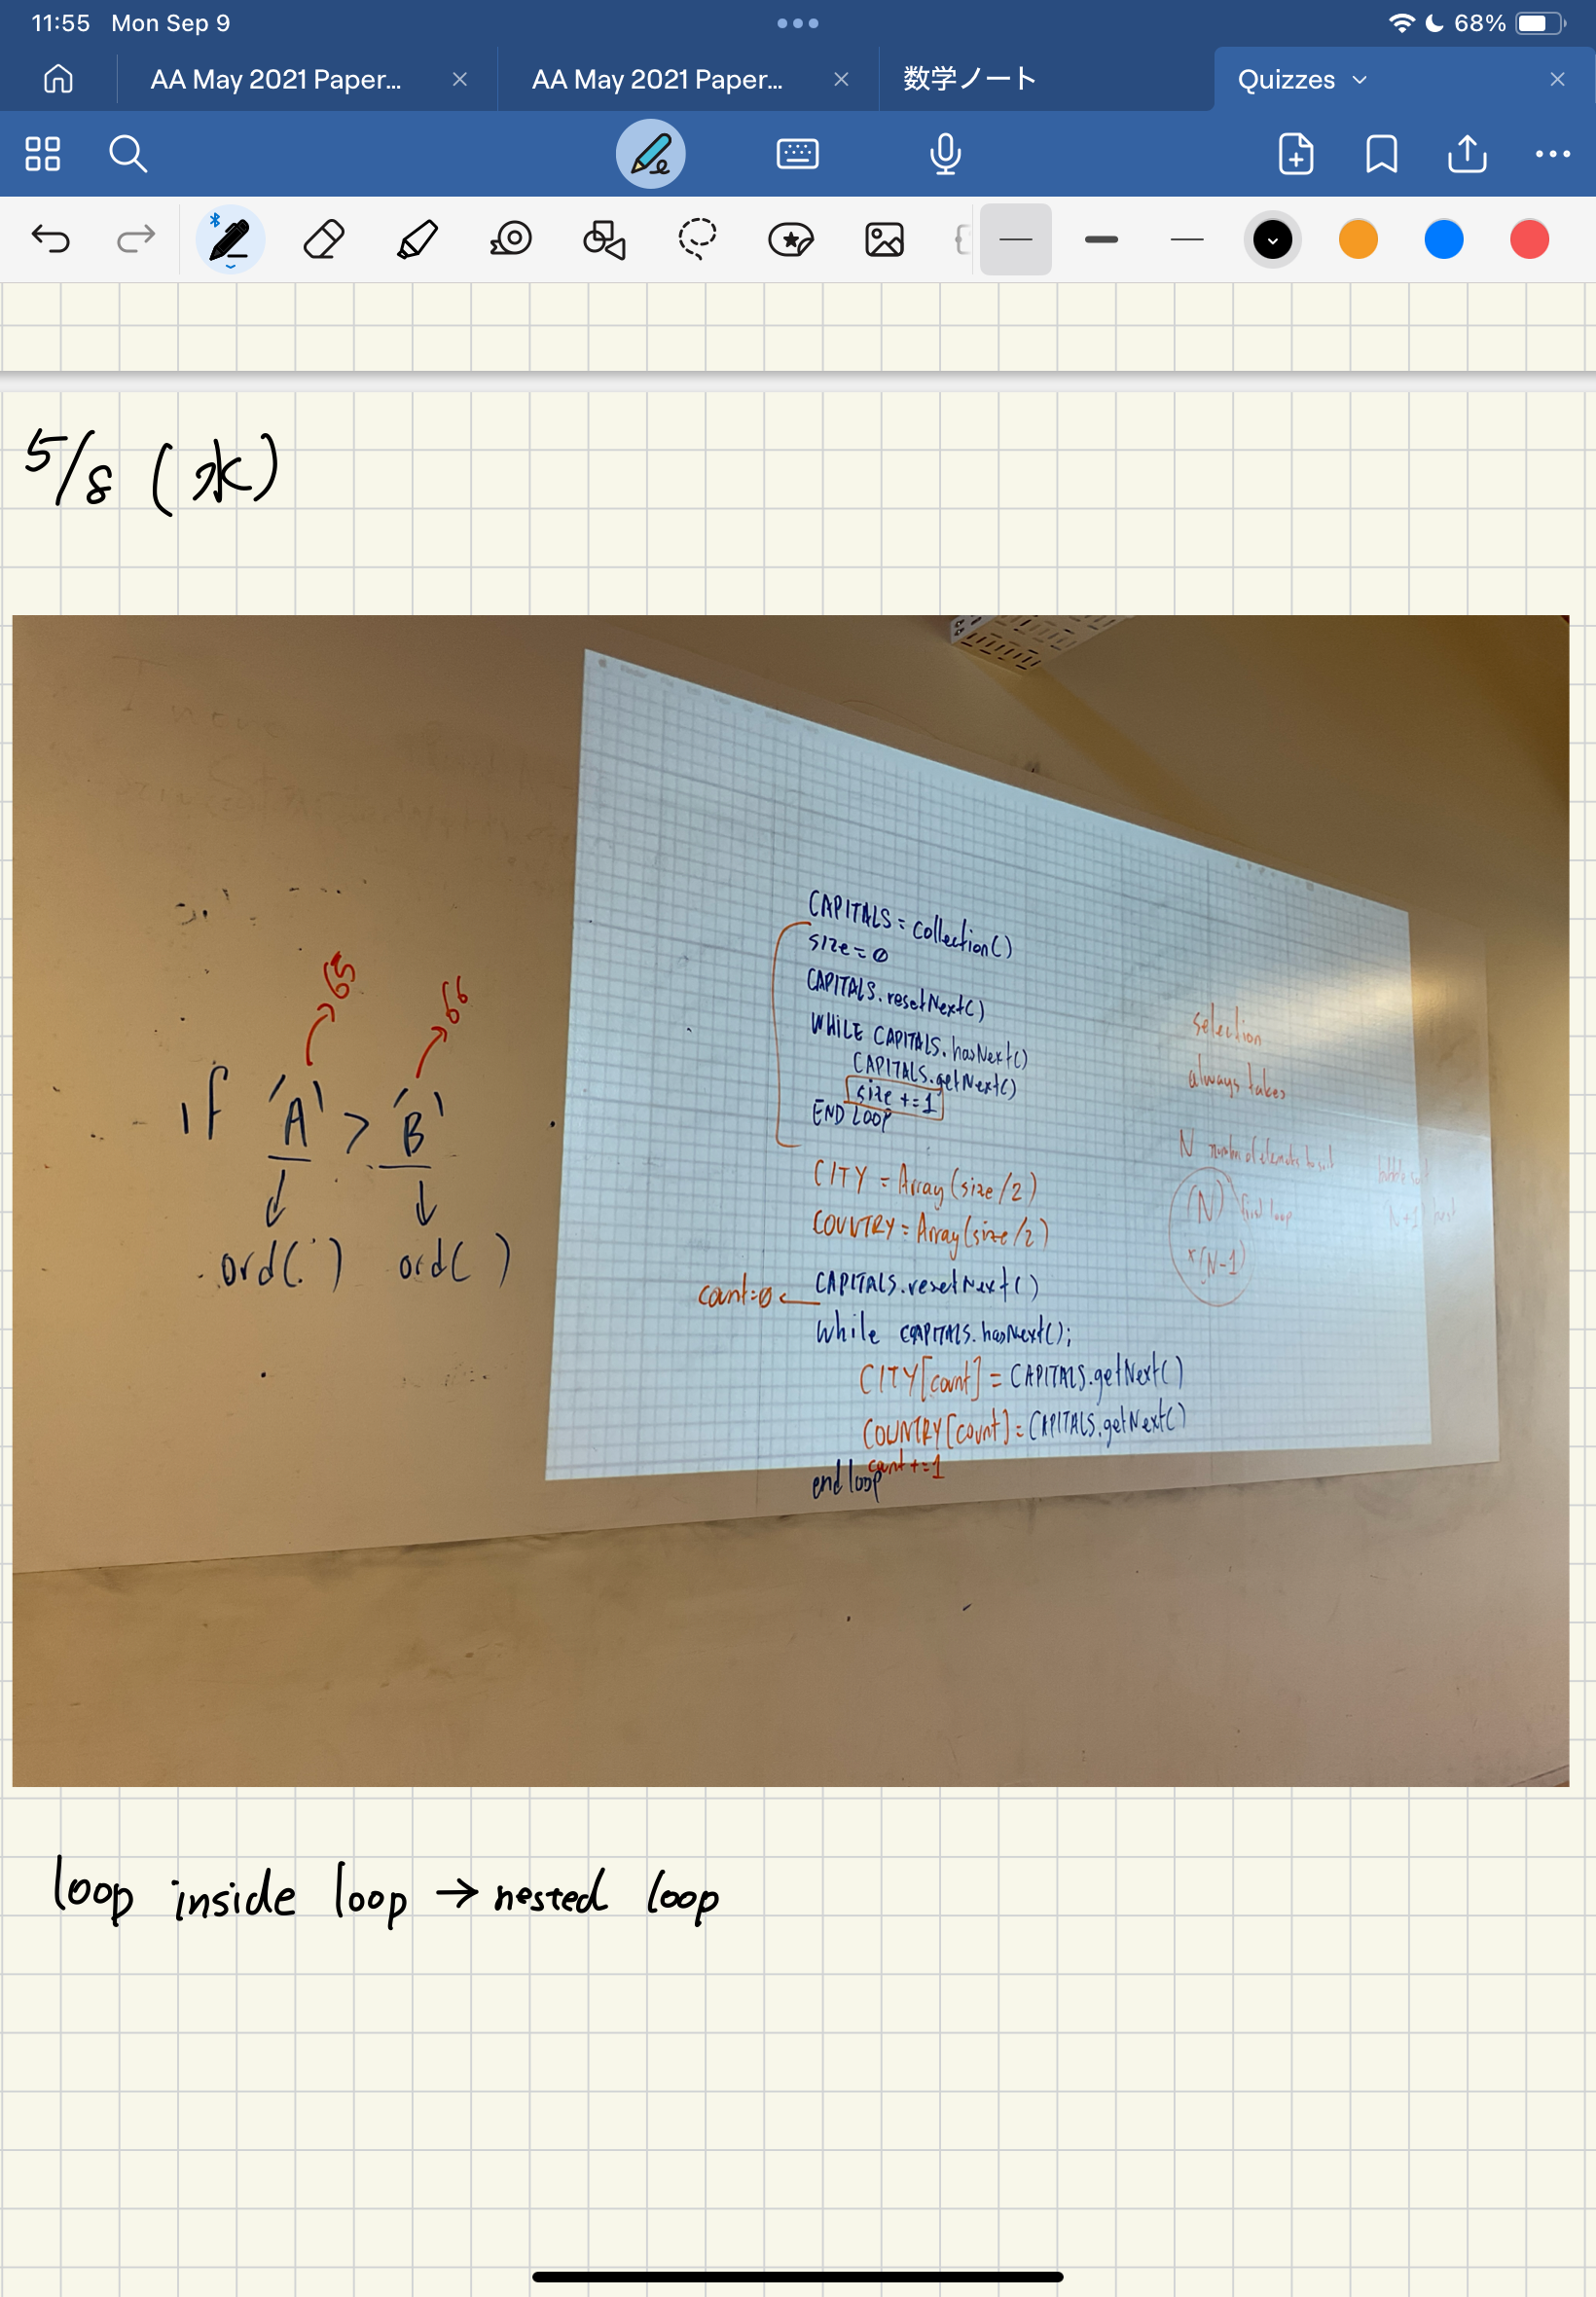 11:55 Mon Sep 9
68%
AA May 2021 Paper...
AA May 2021 Paper...
数学ノート
Quizzes
5/8 (水)
65
66
if 'A' > 'B'
ord( ) ord( )
CAPITALS = collection()
size = 0
CAPITALS.resetNext()
WHILE CAPITALS.hasNext()
CAPITALS.getNext()
size += 1
END LOOP
CITY = Array(size/2)
COUNTRY = Array(size/2)
count = 0
CAPITALS.resetNext()
while CAPITALS.hasNext();
CITY[count] = CAPITALS.getNext()
COUNTRY[count] = CAPITALS.getNext()
count += 1
end loop
selection
always takes
N number of elements to sort
(N) first loop
×(N-1)
bubble sort
loop inside loop → nested loop